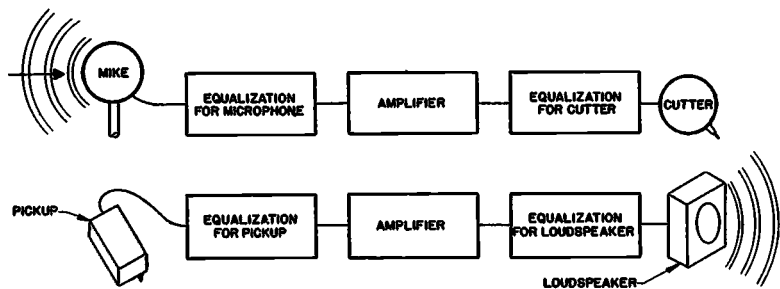 MIKE
EQUALIZATION
FOR MICROPHONE
AMPLIFIER
EQUALIZATION
FOR CUTTER
CUTTER
PICKUP
EQUALIZATION
FOR PICKUP
AMPLIFIER
EQUALIZATION
FOR LOUDSPEAKER
LOUDSPEAKER